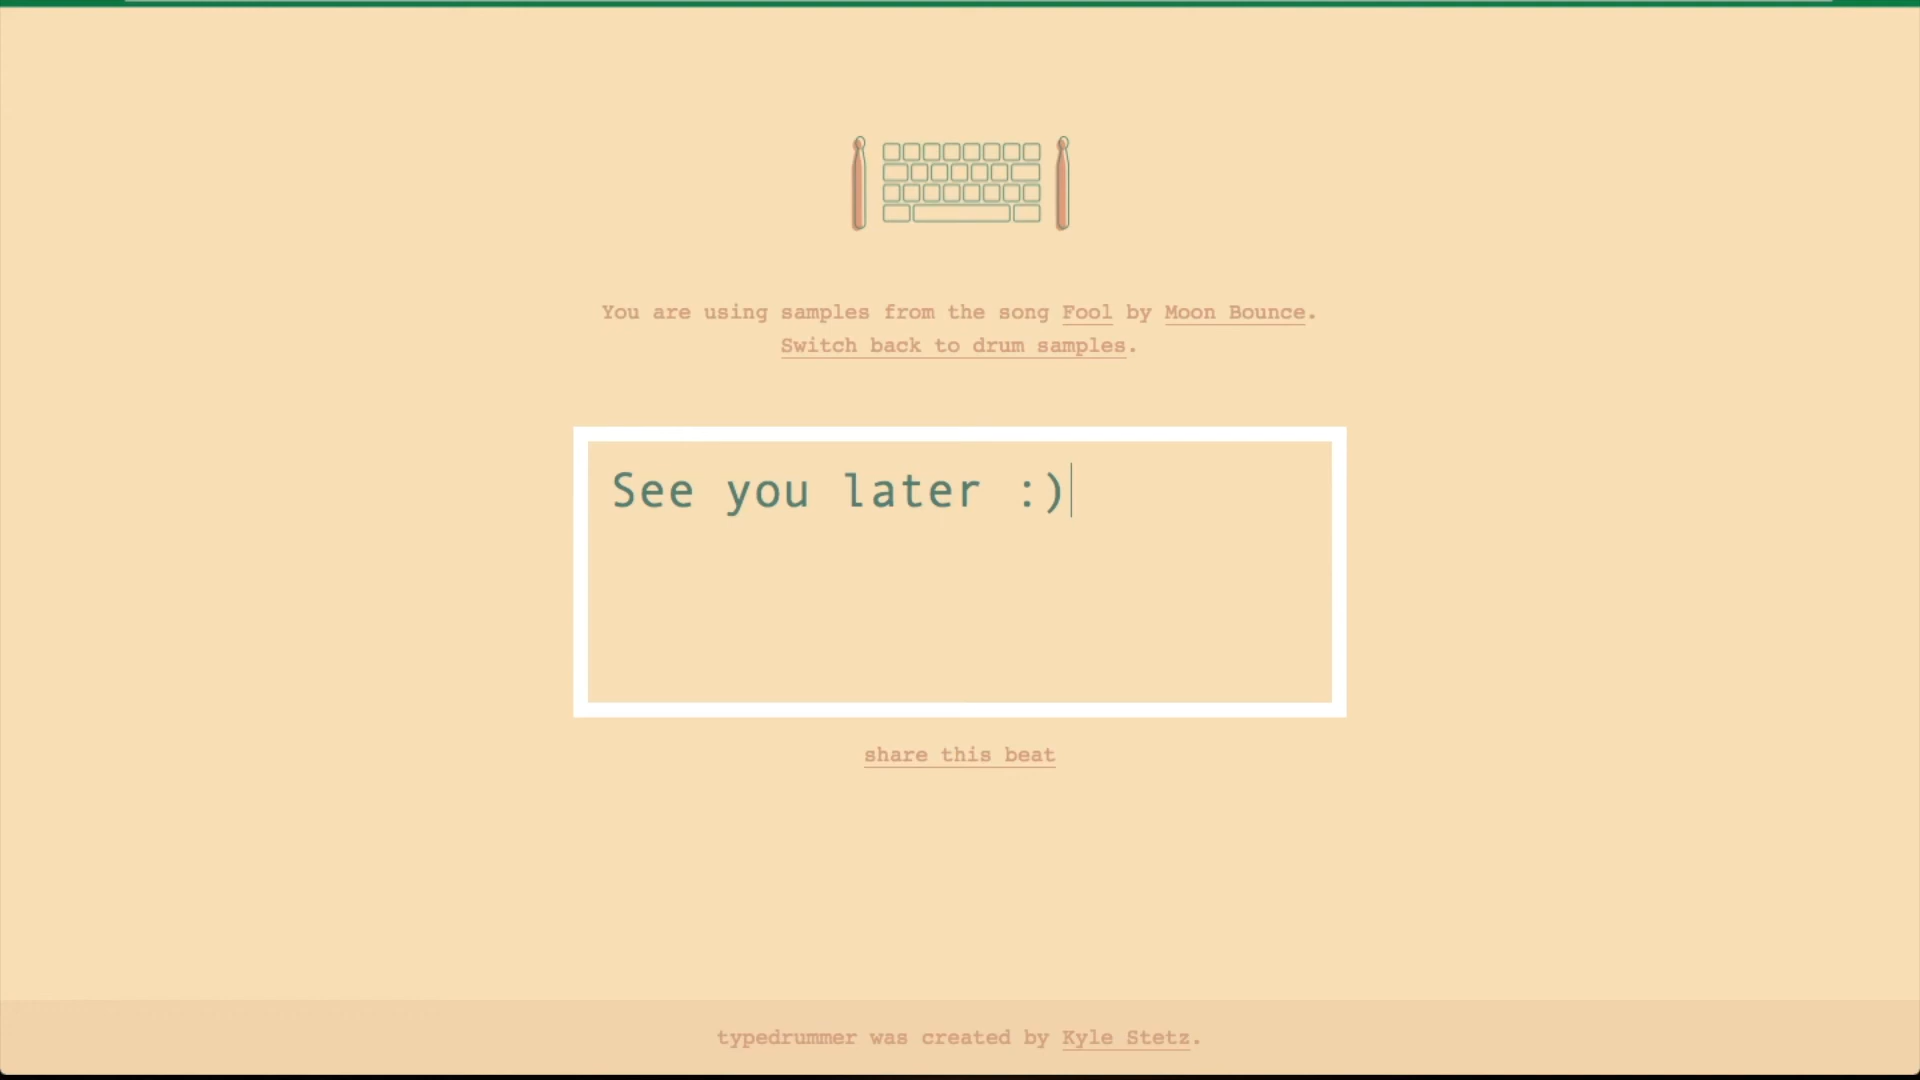 You are using samples from the song Fool by Moon Bounce.
Switch back to drum samples.
See you later :)
share this beat
typedrummer was created by Kyle Stetz.